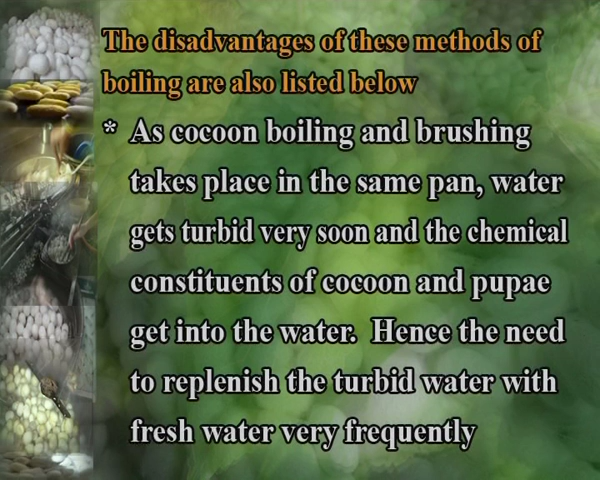 The disadvantages of these methods of
boiling are also listed below
* As cocoon boiling and brushing
takes place in the same pan, water
gets turbid very soon and the chemical
constituents of cocoon and pupae
get into the water. Hence the need
to replenish the turbid water with
fresh water very frequently